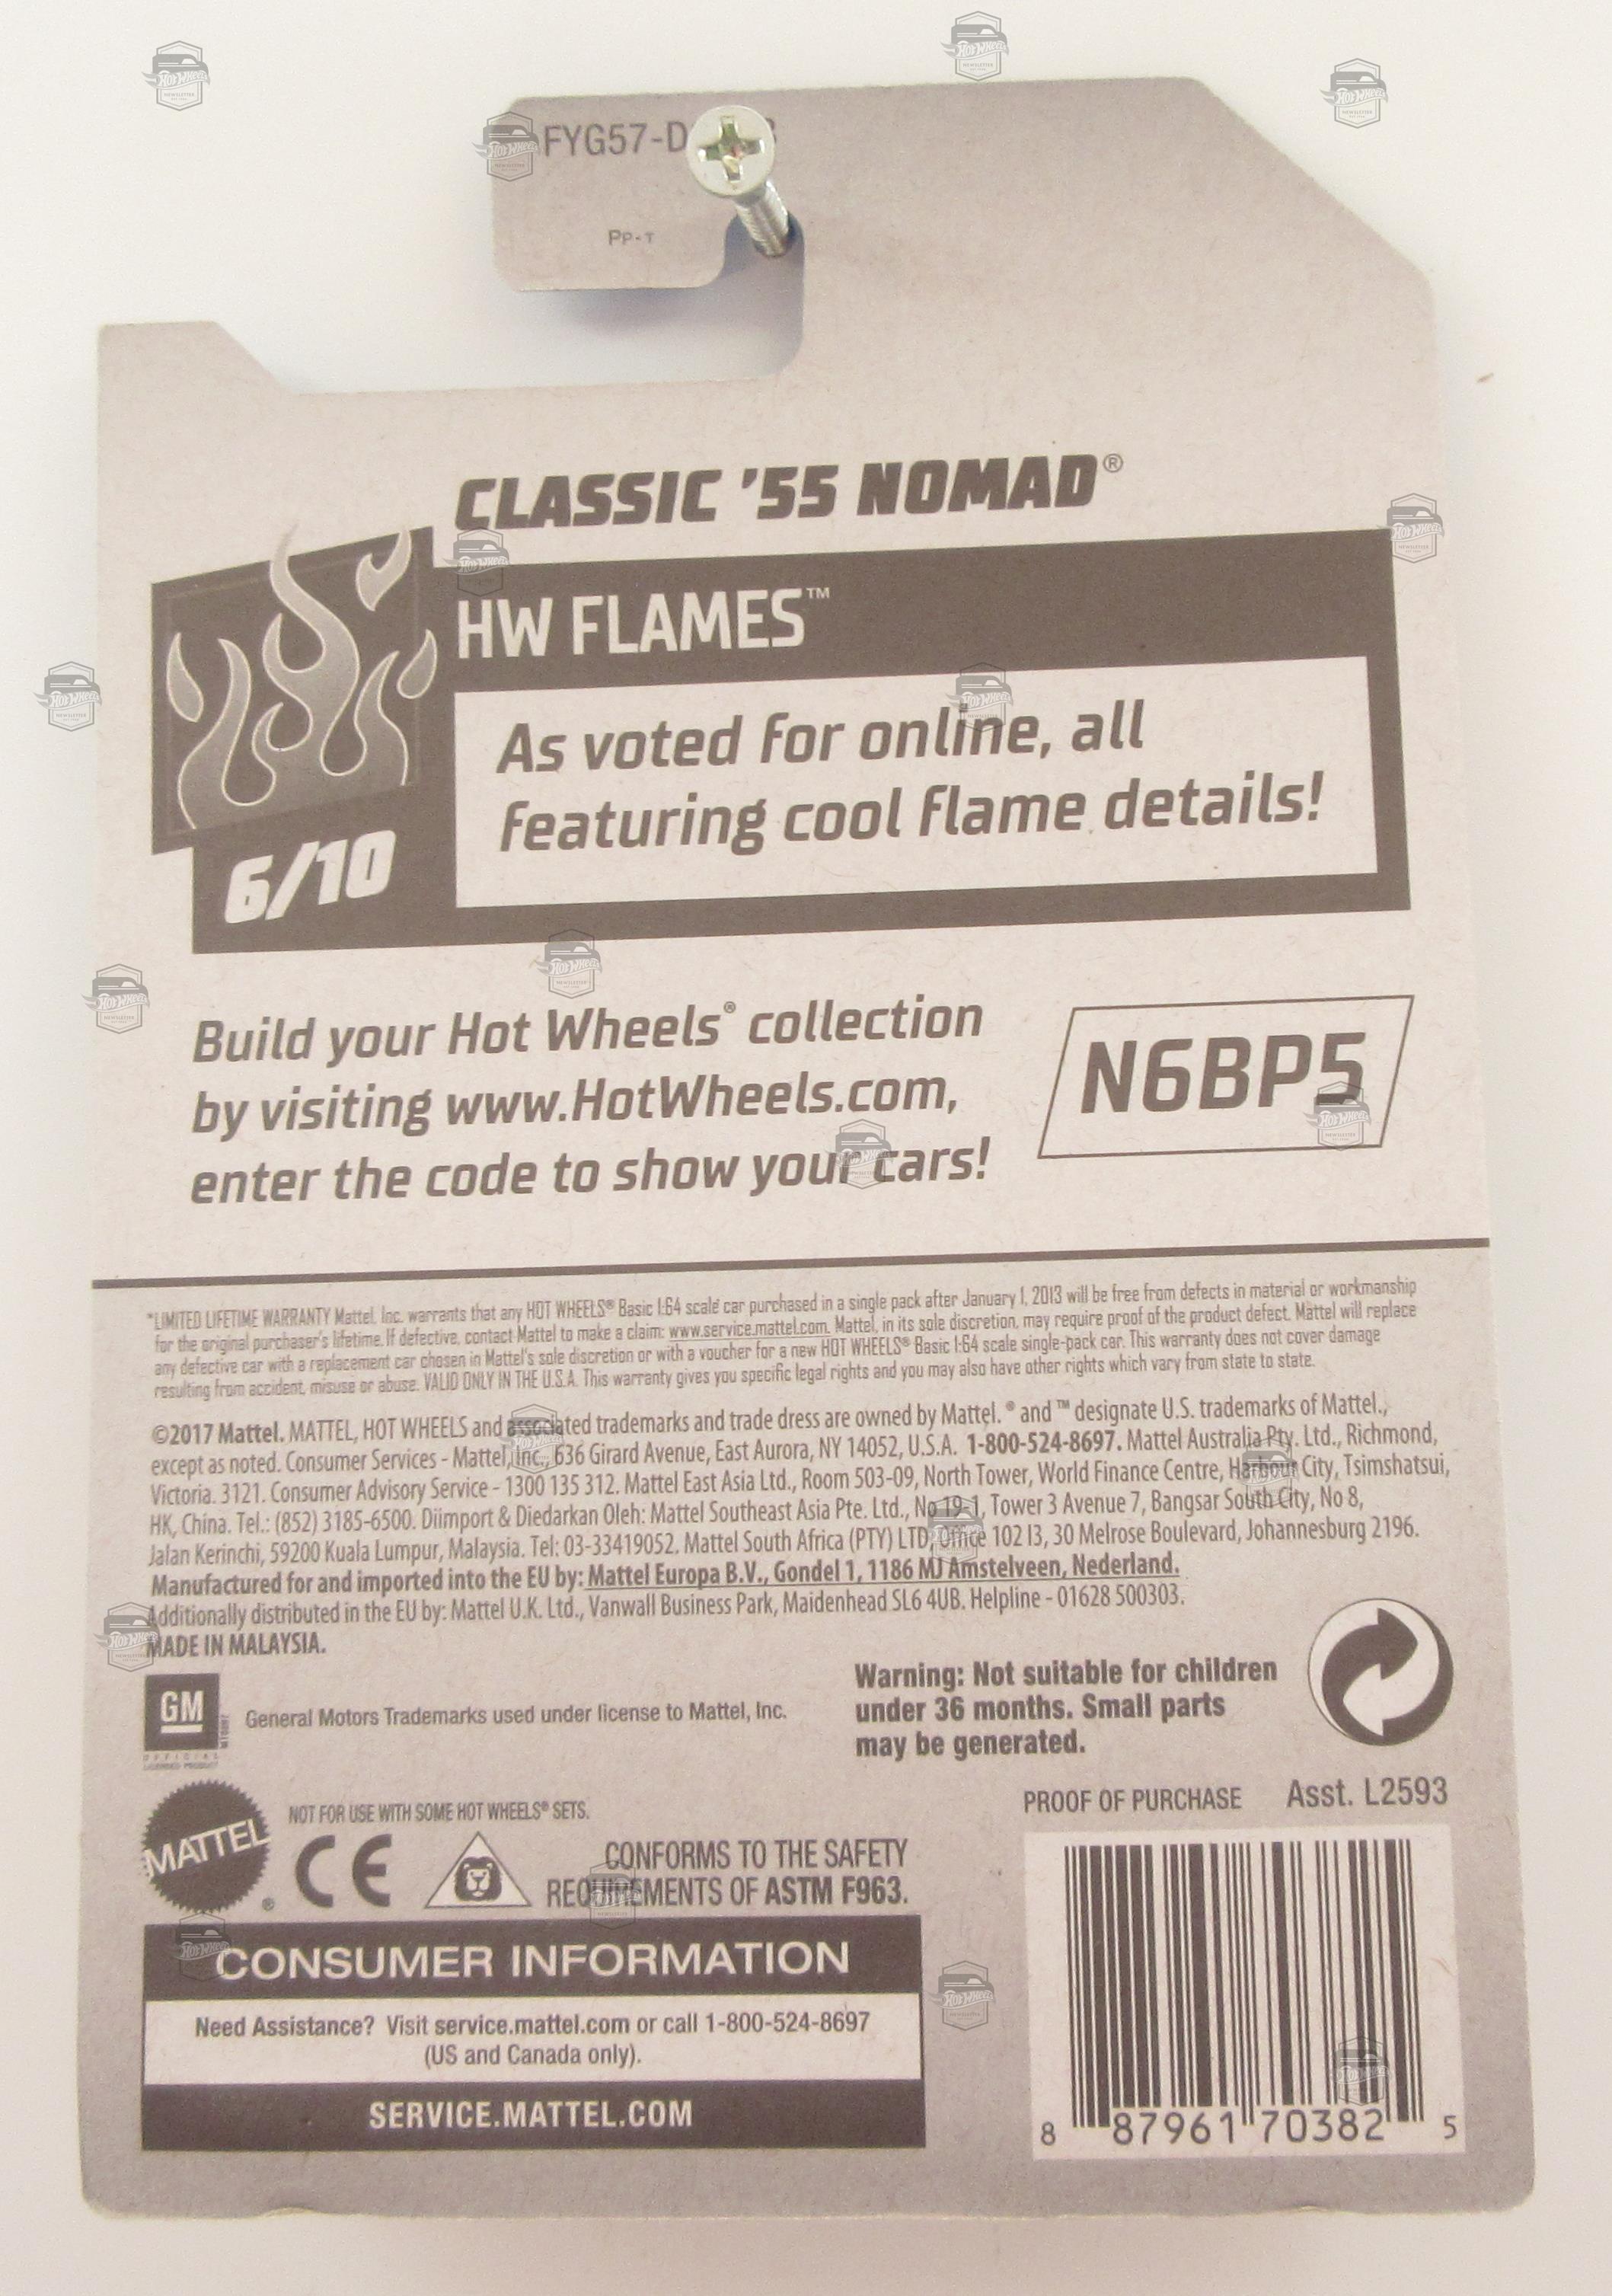 FYG57-D
PP-T
CLASSIC '55 NOMAD®
HW FLAMES™
As voted for online, all
featuring cool flame details!
6/10
Build your Hot Wheels® collection
by visiting www.HotWheels.com,
enter the code to show your cars!
N6BP5
*LIMITED LIFETIME WARRANTY Mattel, Inc. warrants that any HOT WHEELS® Basic 1:64 scale car purchased in a single pack after January 1, 2013 will be free from defects in material or workmanship
for the original purchaser's lifetime. If defective, contact Mattel to make a claim: www.service.mattel.com. Mattel, in its sole discretion, may require proof of the product defect. Mattel will replace
any defective car with a replacement car chosen in Mattel's sole discretion or with a voucher for a new HOT WHEELS® Basic 1:64 scale single-pack car. This warranty does not cover damage
resulting from accident, misuse or abuse. VALID ONLY IN THE U.S.A. This warranty gives you specific legal rights and you may also have other rights which vary from state to state.
©2017 Mattel. MATTEL, HOT WHEELS and associated trademarks and trade dress are owned by Mattel. ® and ™ designate U.S. trademarks of Mattel.,
except as noted. Consumer Services - Mattel, Inc., 636 Girard Avenue, East Aurora, NY 14052, U.S.A. 1-800-524-8697. Mattel Australia Pty. Ltd., Richmond,
Victoria. 3121. Consumer Advisory Service - 1300 135 312. Mattel East Asia Ltd., Room 503-09, North Tower, World Finance Centre, Harbour City, Tsimshatsui,
HK, China. Tel.: (852) 3185-6500. Diimport & Diedarkan Oleh: Mattel Southeast Asia Pte. Ltd., No 19-1, Tower 3 Avenue 7, Bangsar South City, No 8,
Jalan Kerinchi, 59200 Kuala Lumpur, Malaysia. Tel: 03-33419052. Mattel South Africa (PTY) LTD, Office 102 I3, 30 Melrose Boulevard, Johannesburg 2196.
Manufactured for and imported into the EU by: Mattel Europa B.V., Gondel 1, 1186 MJ Amstelveen, Nederland.
Additionally distributed in the EU by: Mattel U.K. Ltd., Vanwall Business Park, Maidenhead SL6 4UB. Helpline - 01628 500303.
MADE IN MALAYSIA.
GM
OFFICIAL
LICENSED PRODUCT
General Motors Trademarks used under license to Mattel, Inc.
Warning: Not suitable for children
under 36 months. Small parts
may be generated.
MATTEL®
NOT FOR USE WITH SOME HOT WHEELS® SETS.
CE
CONFORMS TO THE SAFETY
REQUIREMENTS OF ASTM F963.
PROOF OF PURCHASE Asst. L2593
CONSUMER INFORMATION
Need Assistance? Visit service.mattel.com or call 1-800-524-8697
(US and Canada only).
SERVICE.MATTEL.COM
8 87961 70382 5